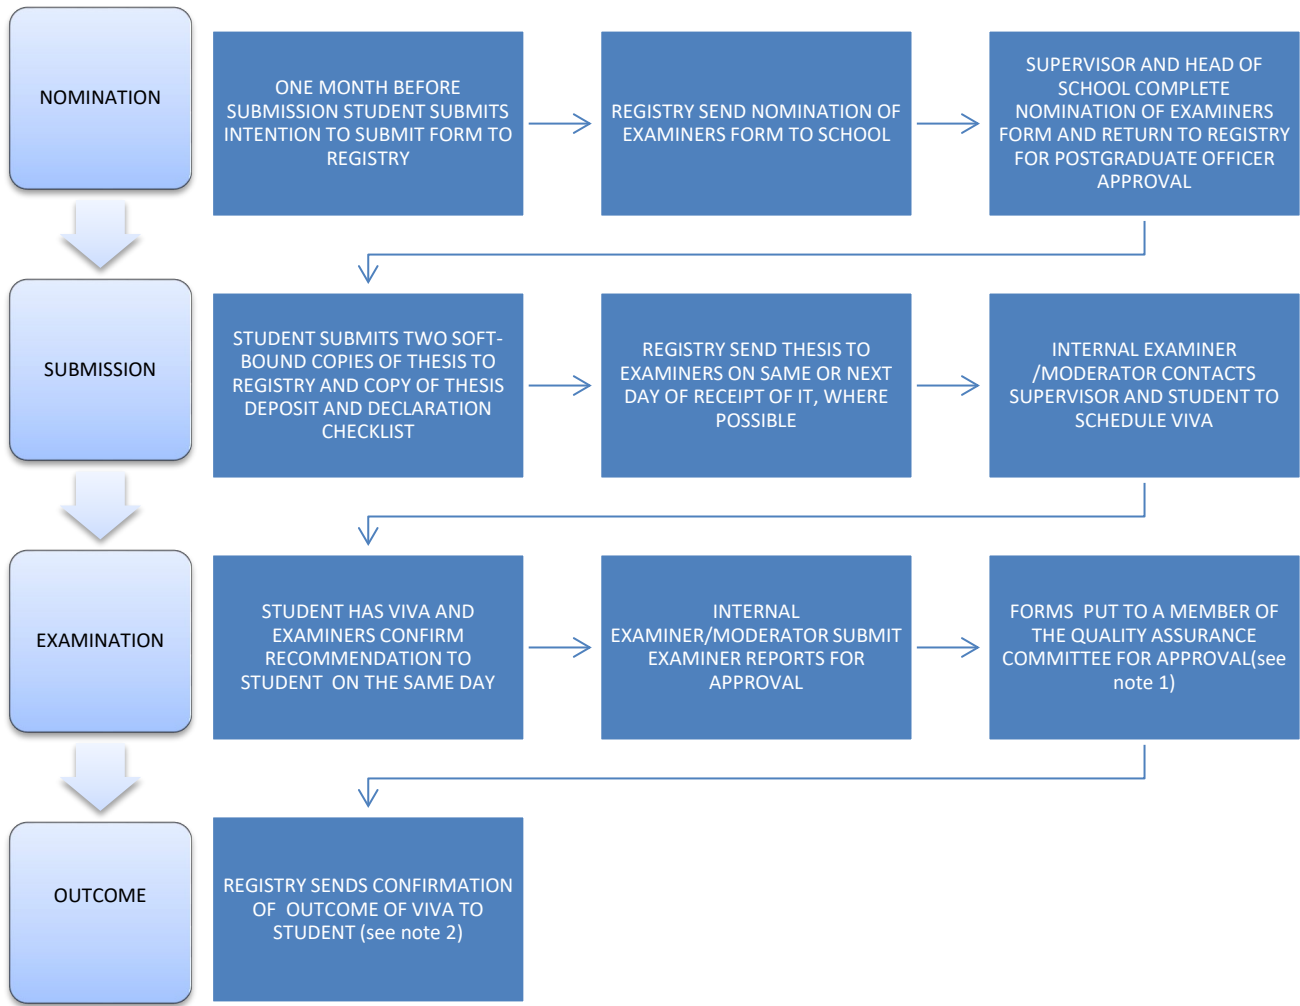 NOMINATION
ONE MONTH BEFORE
SUBMISSION STUDENT SUBMITS
INTENTION TO SUBMIT FORM TO
REGISTRY
REGISTRY SEND NOMINATION OF
EXAMINERS FORM TO SCHOOL
SUPERVISOR AND HEAD OF
SCHOOL COMPLETE
NOMINATION OF EXAMINERS
FORM AND RETURN TO REGISTRY
FOR POSTGRADUATE OFFICER
APPROVAL
SUBMISSION
STUDENT SUBMITS TWO SOFT-
BOUND COPIES OF THESIS TO
REGISTRY AND COPY OF THESIS
DEPOSIT AND DECLARATION
CHECKLIST
REGISTRY SEND THESIS TO
EXAMINERS ON SAME OR NEXT
DAY OF RECEIPT OF IT, WHERE
POSSIBLE
INTERNAL EXAMINER
/MODERATOR CONTACTS
SUPERVISOR AND STUDENT TO
SCHEDULE VIVA
EXAMINATION
STUDENT HAS VIVA AND
EXAMINERS CONFIRM
RECOMMENDATION TO
STUDENT ON THE SAME DAY
INTERNAL
EXAMINER/MODERATOR SUBMIT
EXAMINER REPORTS FOR
APPROVAL
FORMS PUT TO A MEMBER OF
THE QUALITY ASSURANCE
COMMITTEE FOR APPROVAL(see
note 1)
OUTCOME
REGISTRY SENDS CONFIRMATION
OF OUTCOME OF VIVA TO
STUDENT (see note 2)